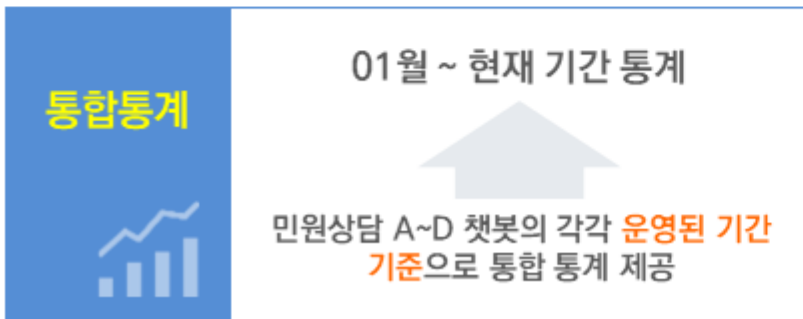 통합통계
01월 ~ 현재 기간 통계
민원상담 A~D 챗봇의 각각 운영된 기간
기준으로 통합 통계 제공